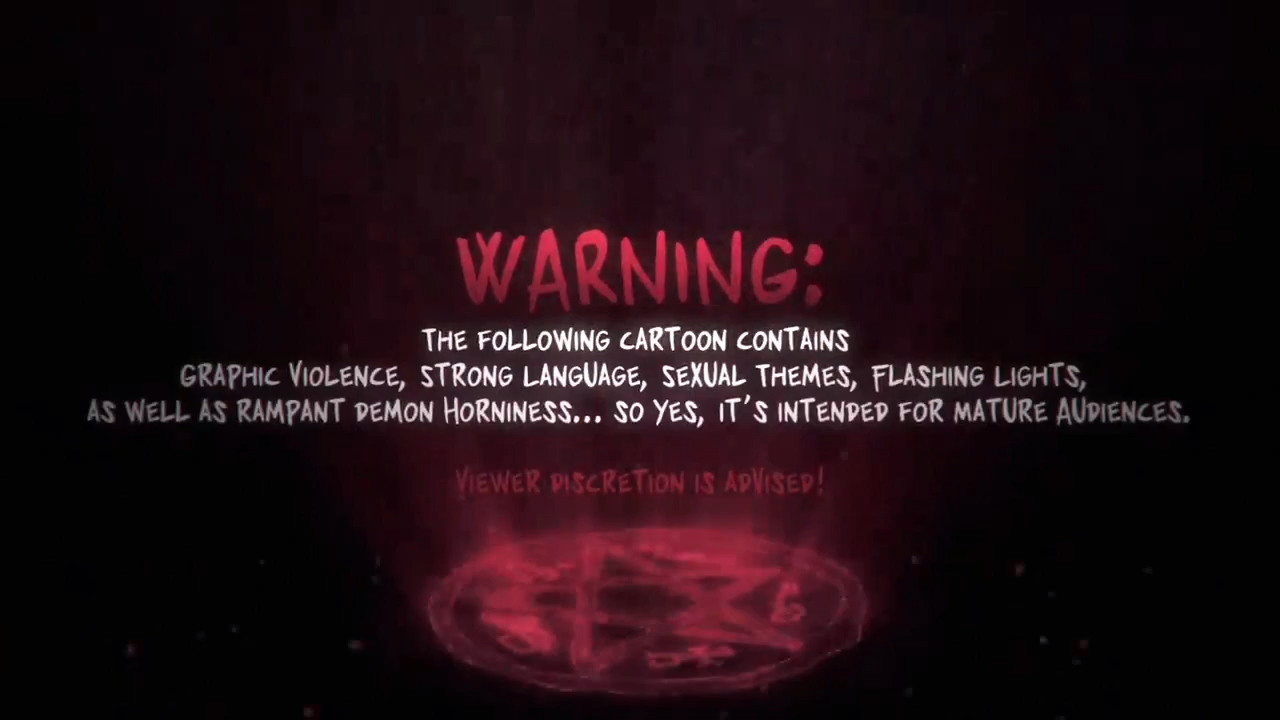 WARNING:
THE FOLLOWING CARTOON CONTAINS
GRAPHIC VIOLENCE, STRONG LANGUAGE, SEXUAL THEMES, FLASHING LIGHTS,
AS WELL AS RAMPANT DEMON HORNINESS... SO YES, IT'S INTENDED FOR MATURE AUDIENCES.
VIEWER DISCRETION IS ADVISED!